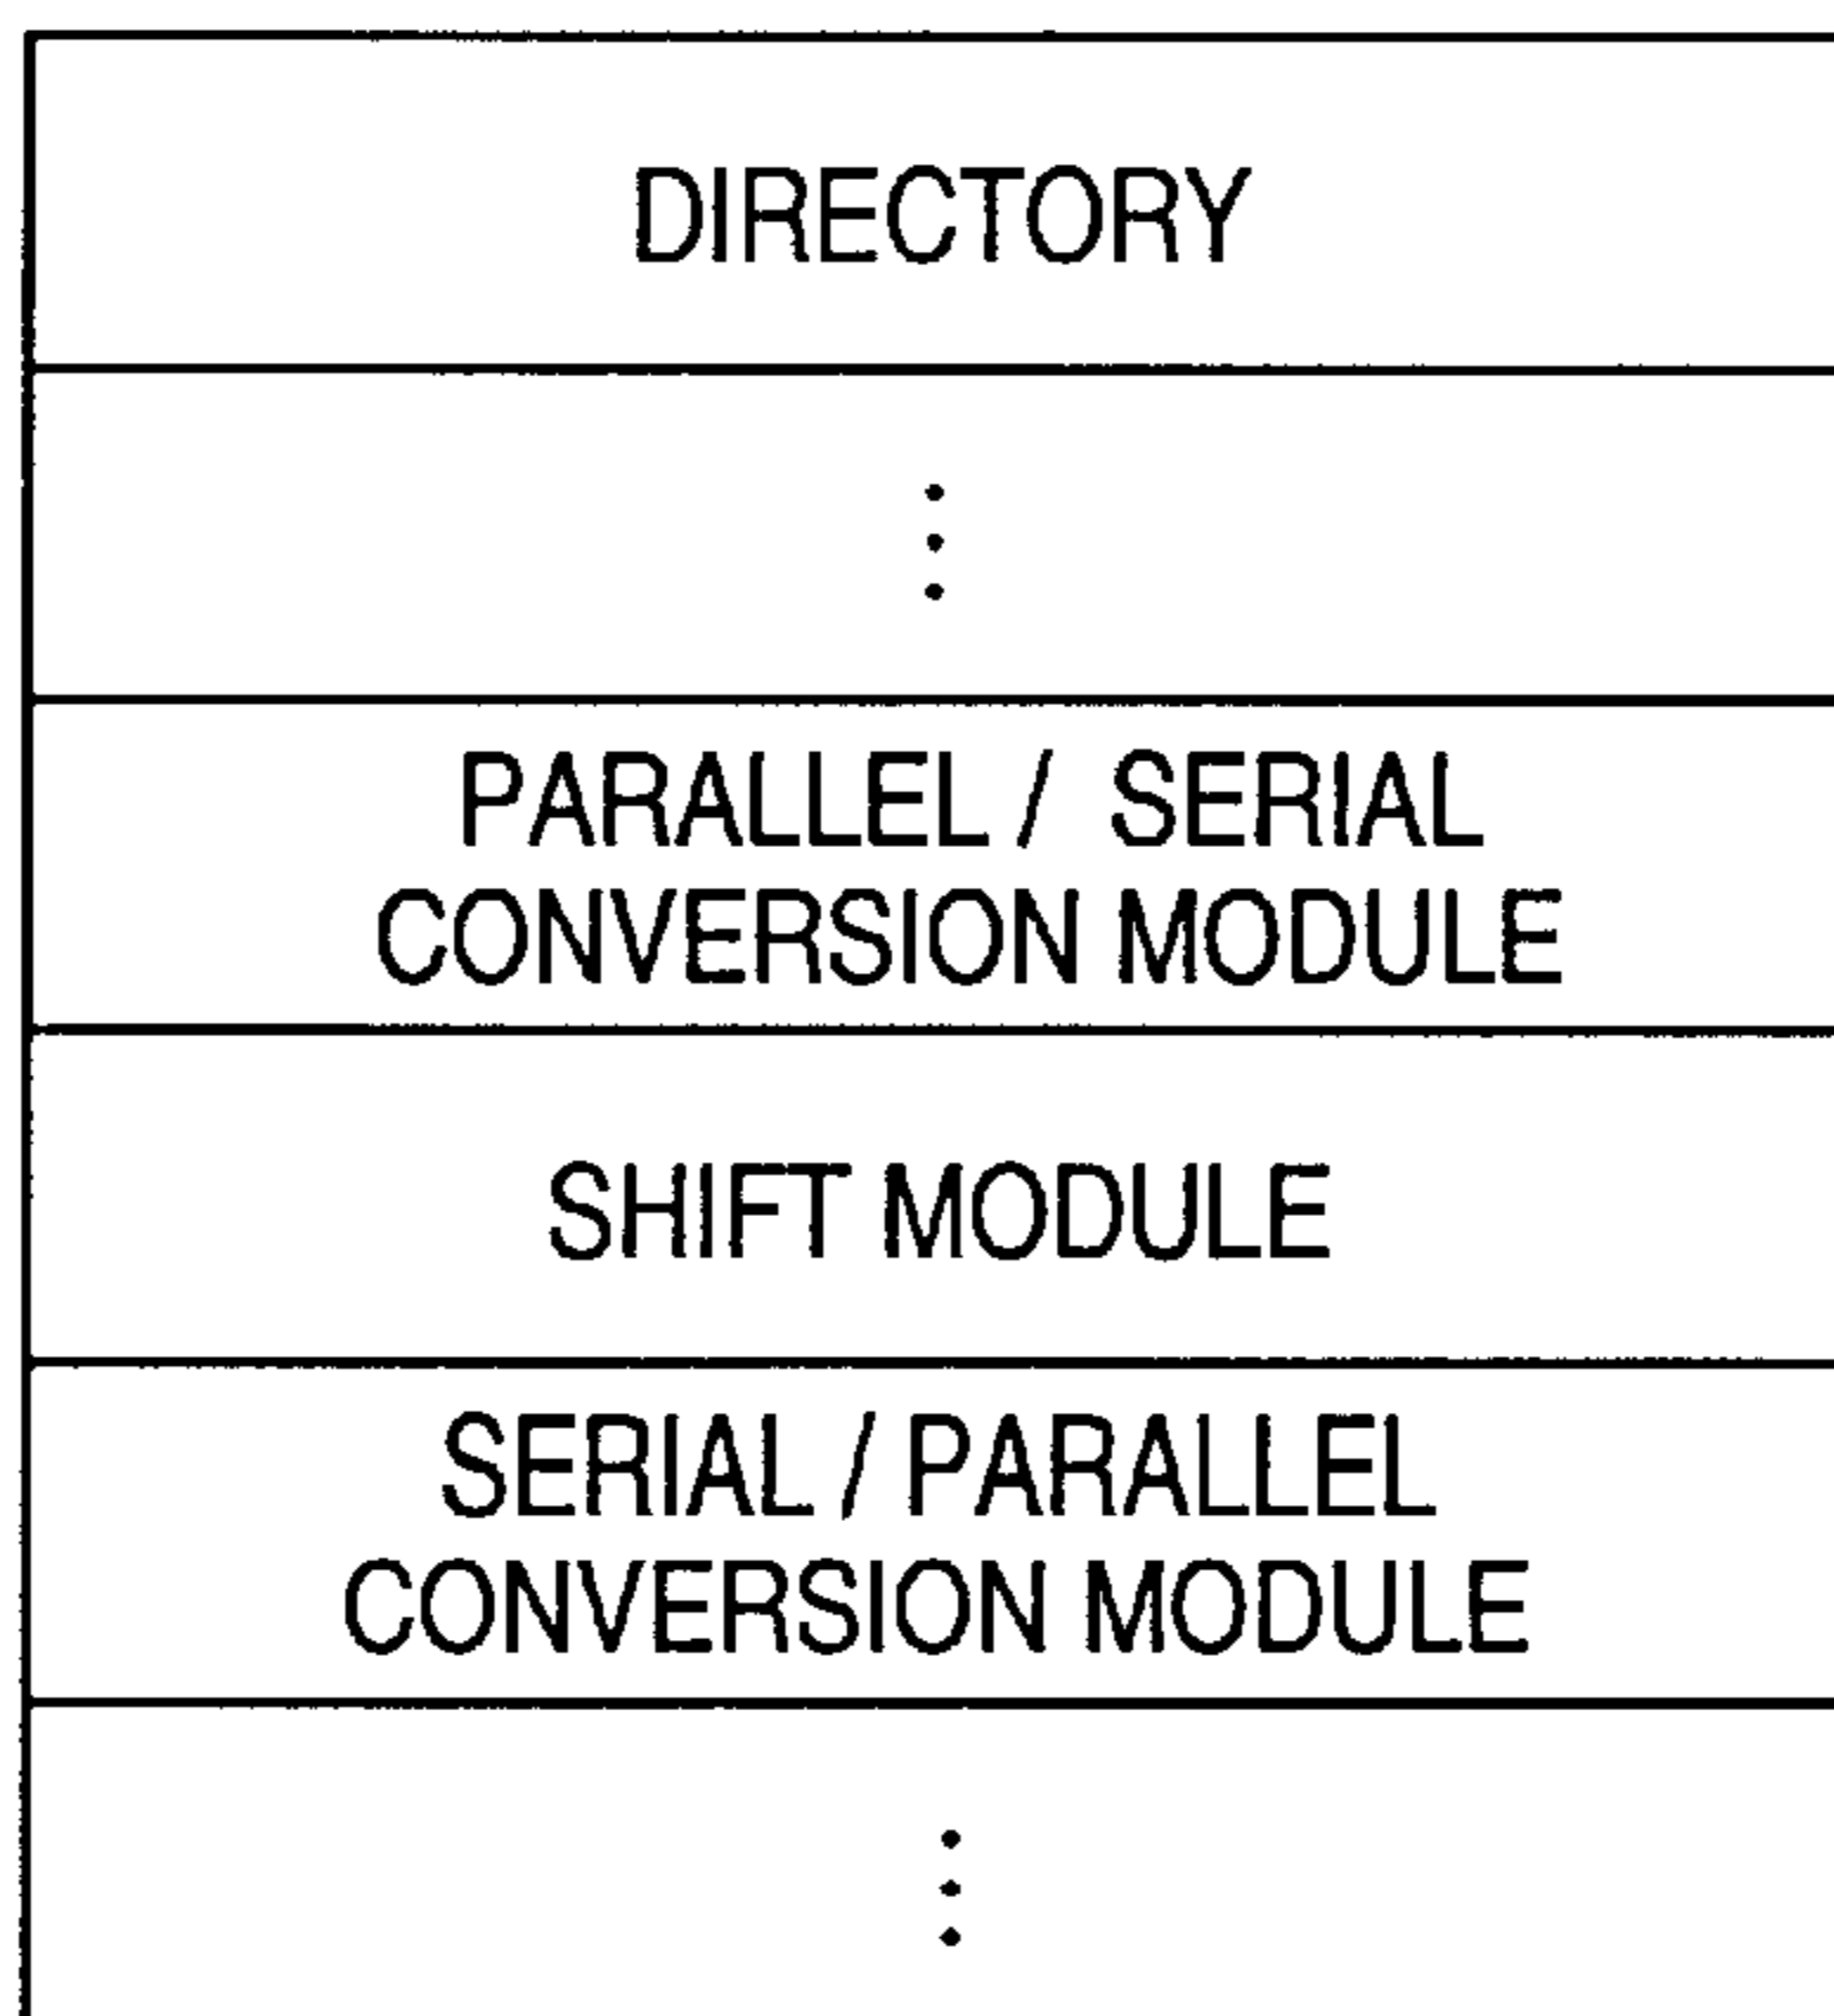 DIRECTORY
PARALLEL / SERIAL
CONVERSION MODULE
SHIFT MODULE
SERIAL / PARALLEL
CONVERSION MODULE